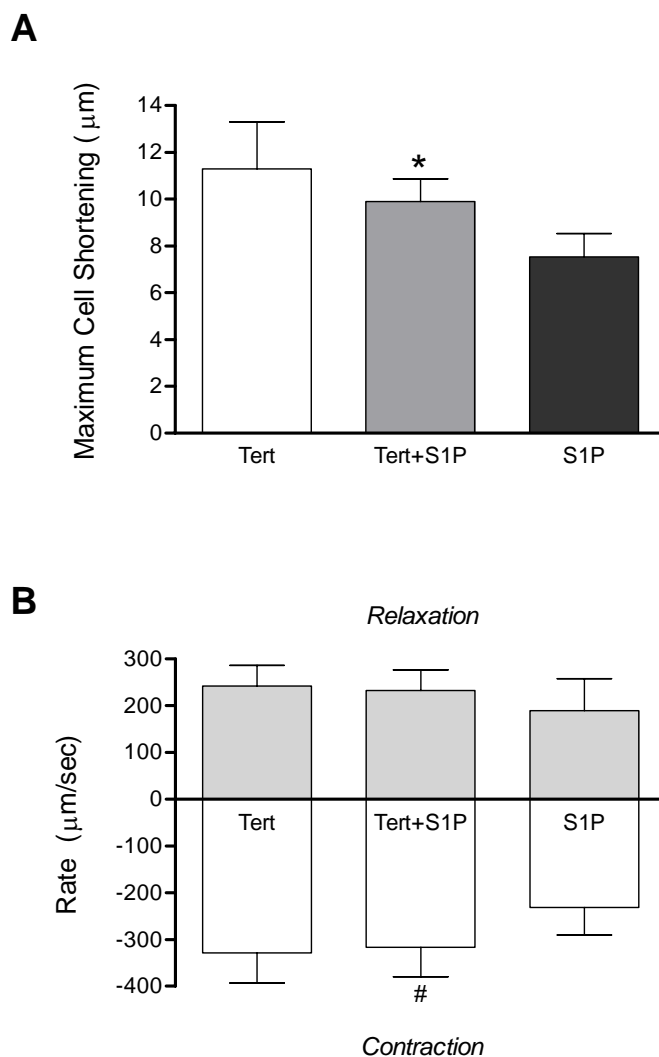 A
Maximum Cell Shortening ( μm)
14
12
10
8
6
4
2
0
*
Tert
Tert+S1P
S1P
B
Relaxation
Rate (μm/sec)
300
200
100
0
-100
-200
-300
-400
Tert
Tert+S1P
S1P
#
Contraction